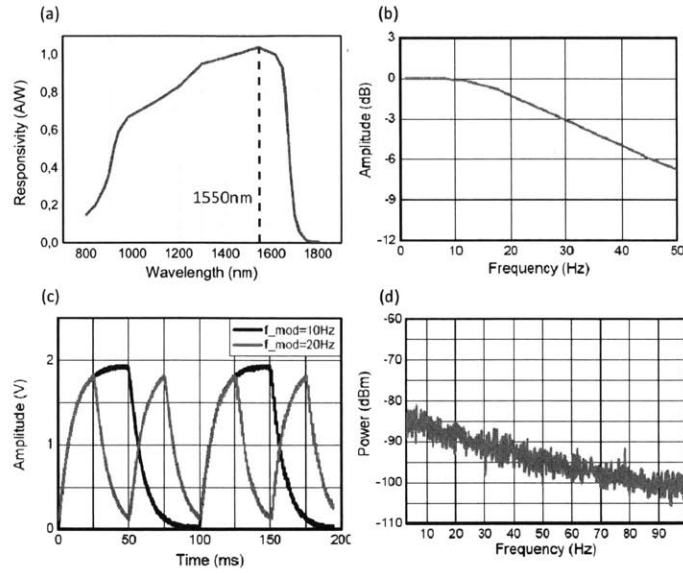 (a)
1,0
0,8
0,6
0,4
0,2
0,0
Responsivity (A/W)
1550nm
800 1000 1200 1400 1600 1800
Wavelength (nm)
(b)
3
0
-3
-6
-9
-12
Amplitude (dB)
0 10 20 30 40 50
Frequency (Hz)
(c)
f_mod=10Hz
f_mod=20Hz
2
1
0
Amplitude (V)
0 50 100 150 200
Time (ms)
(d)
-60
-70
-80
-90
-100
-110
Power (dBm)
10 20 30 40 50 60 70 80 90
Frequency (Hz)